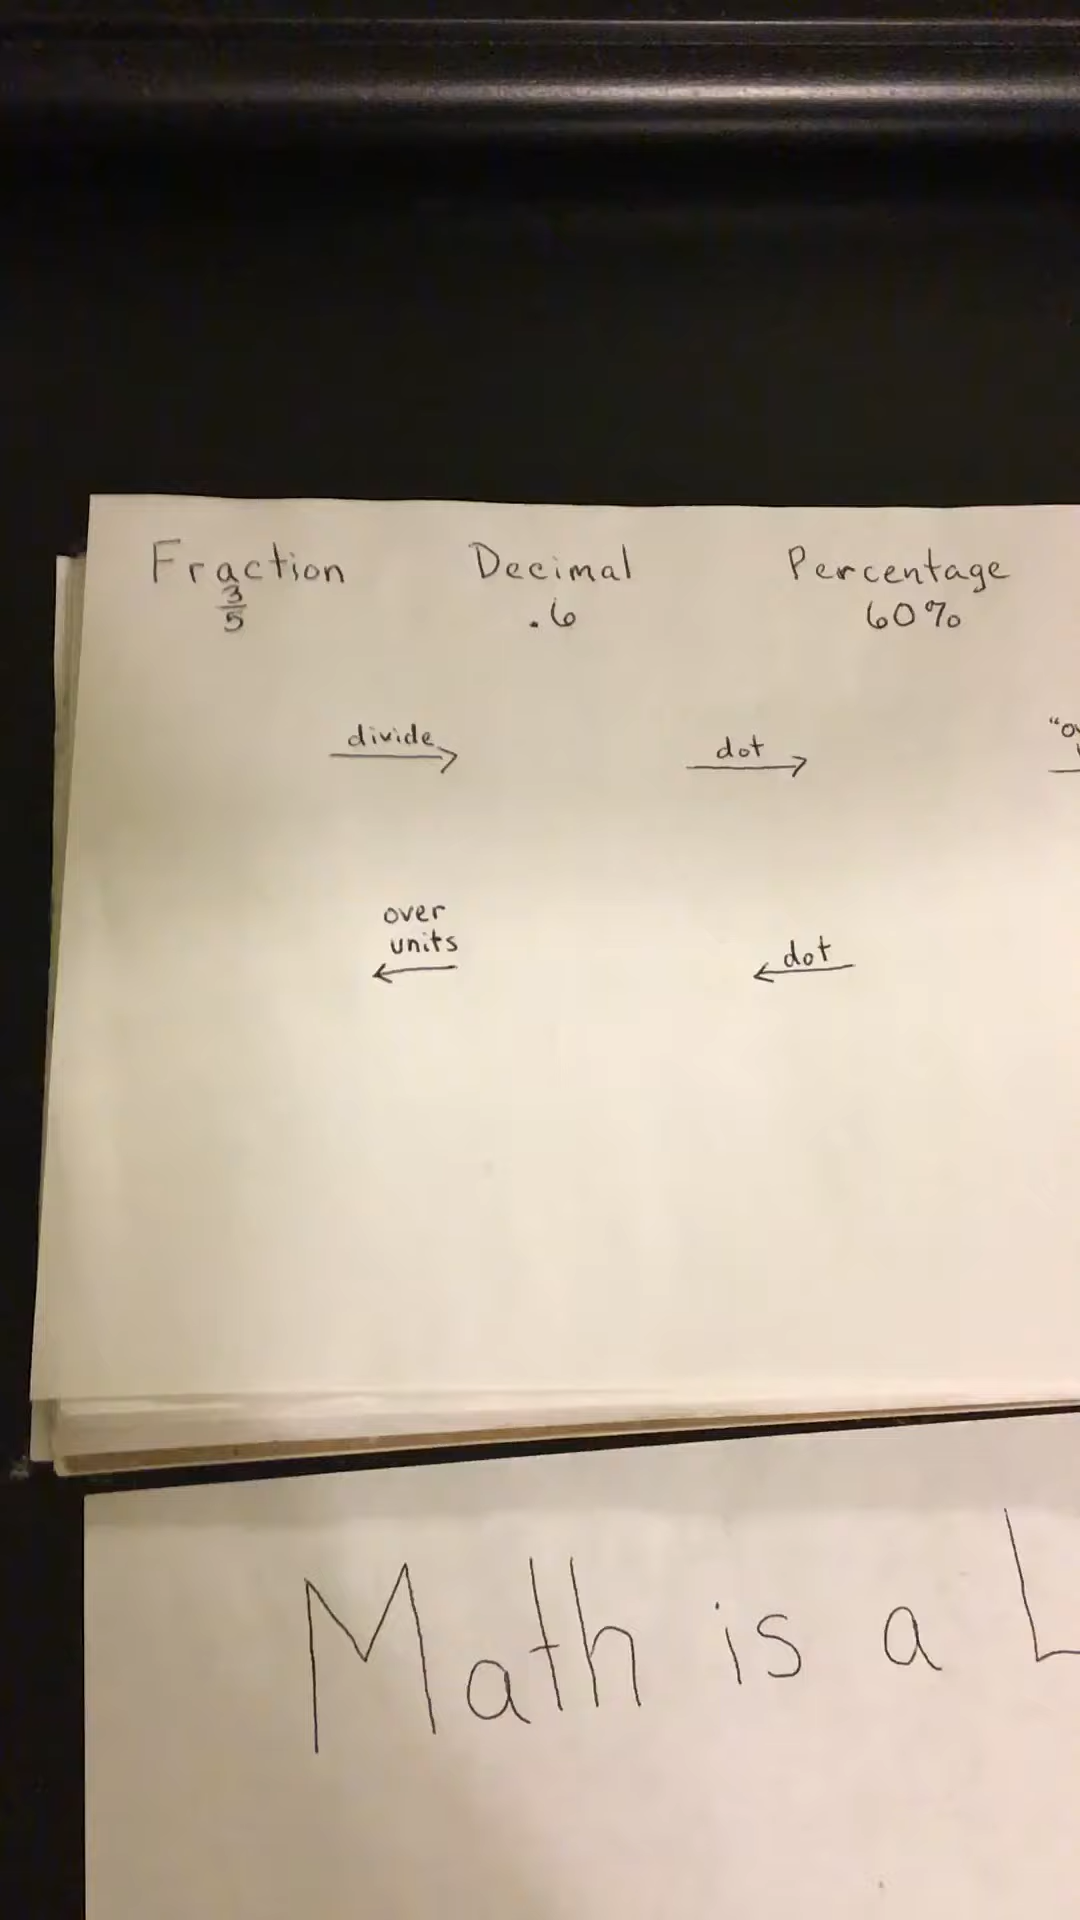 Fraction Decimal Percentage
3/5 .6 60%
divide dot
over
units
dot
Math is a